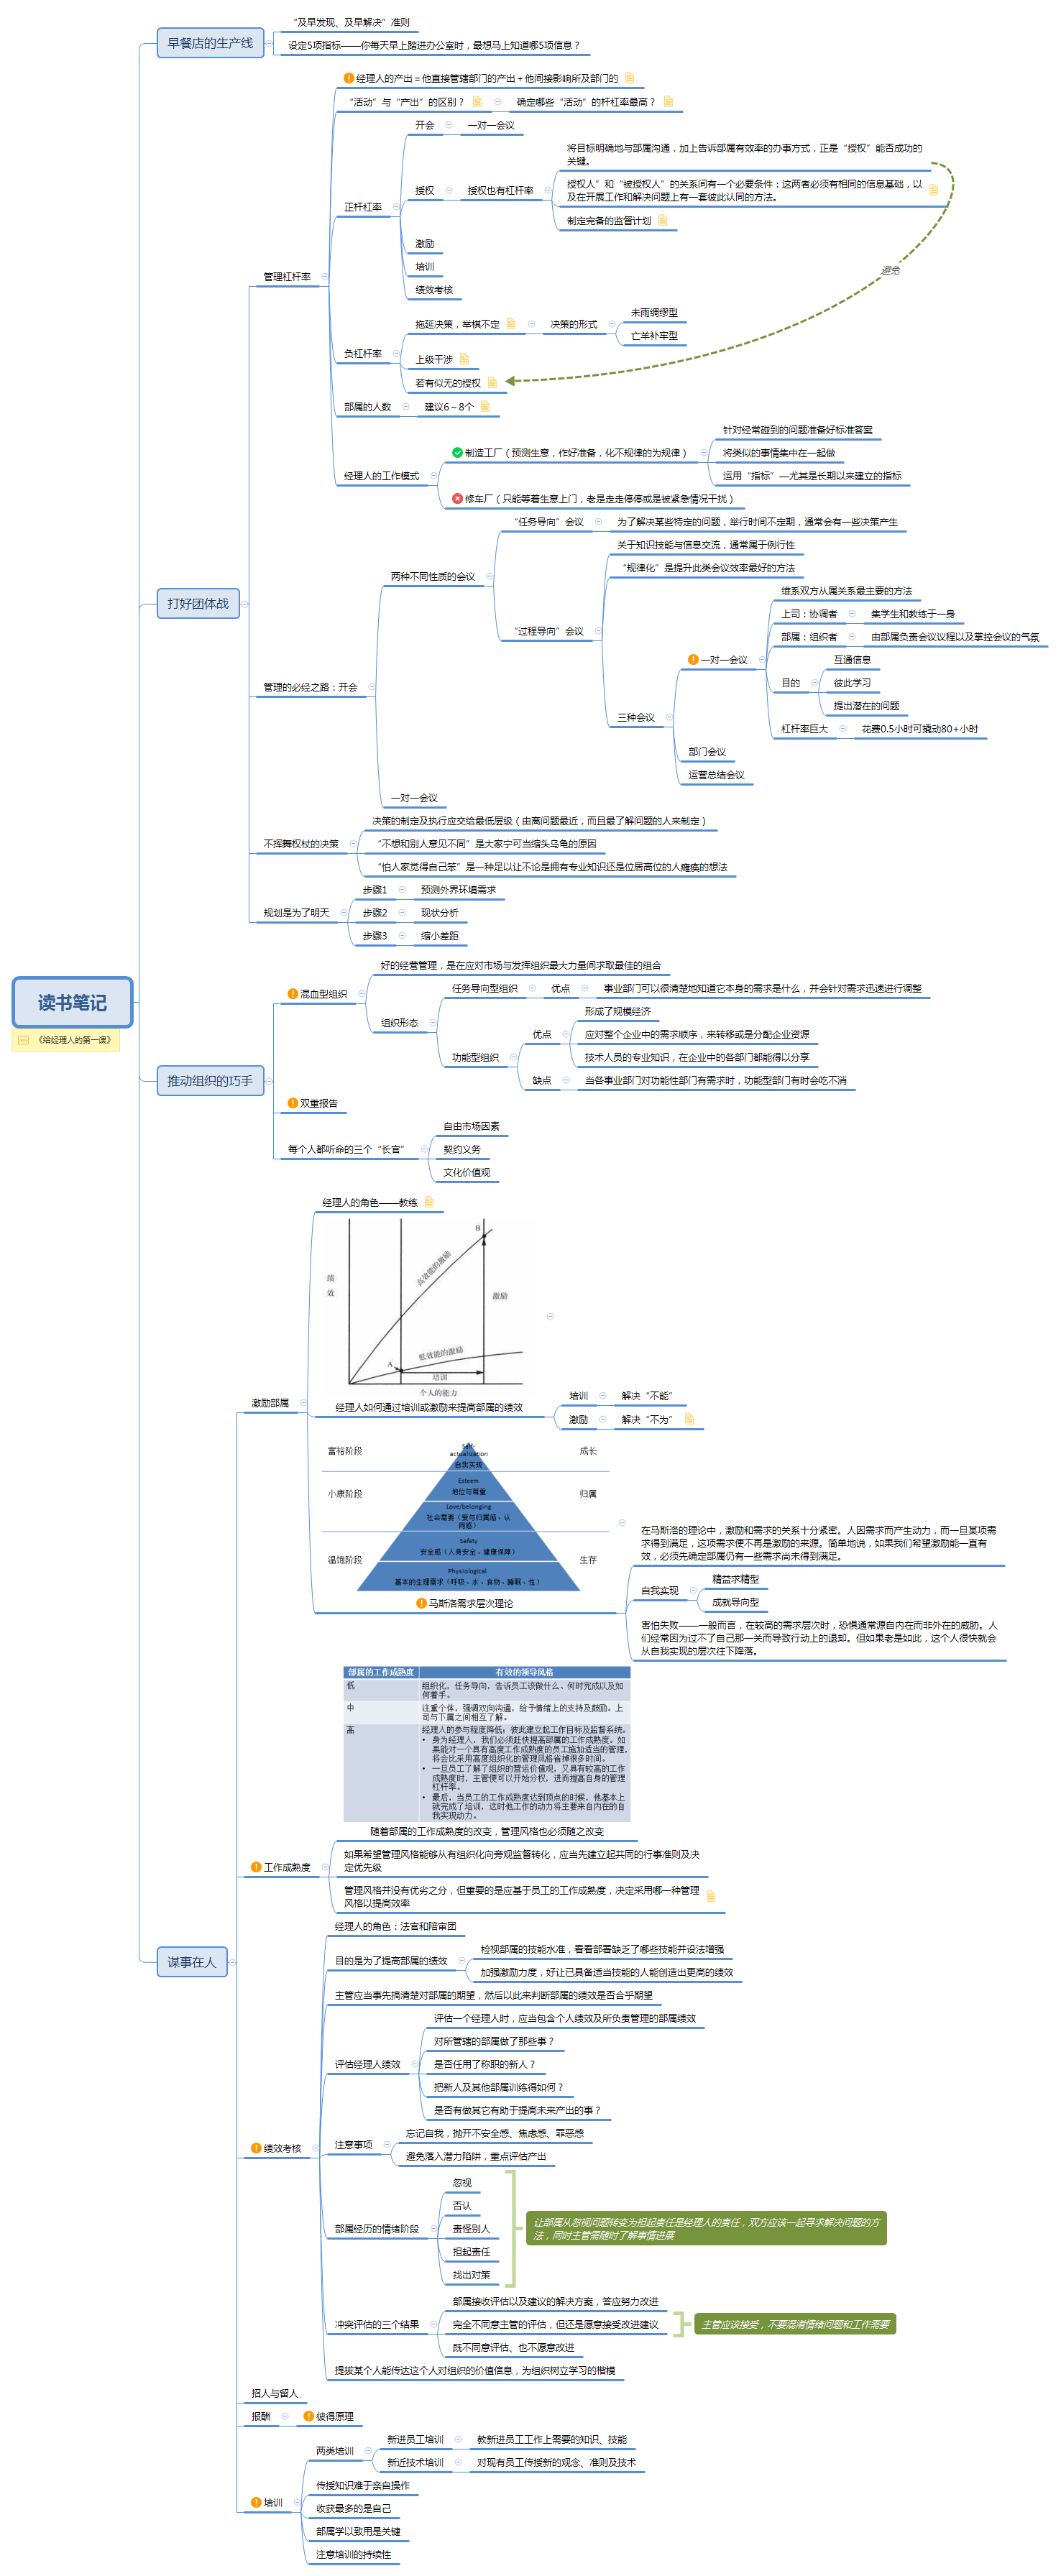 读书笔记
《给经理人的第一课》
早餐店的生产线
“及早发现、及早解决”准则
设定5项指标——你每天早上踏进办公室时，最想马上知道哪5项信息？
打好团体战
管理杠杆率
经理人的产出＝他直接管辖部门的产出＋他间接影响所及部门的
“活动”与“产出”的区别？
确定哪些“活动”的杠杠率最高？
正杆杠率
开会
一对一会议
授权
授权也有杠杆率
将目标明确地与部属沟通，加上告诉部属有效率的办事方式，正是“授权”能否成功的
关键。
授权人”和“被授权人”的关系间有一个必要条件：这两者必须有相同的信息基础，以
及在开展工作和解决问题上有一套彼此认同的方法。
制定完备的监督计划
激励
培训
绩效考核
避免
负杠杆率
拖延决策，举棋不定
决策的形式
未雨绸缪型
亡羊补牢型
上级干涉
若有似无的授权
部属的人数
建议6～8个
经理人的工作模式
制造工厂（预测生意，作好准备，化不规律的为规律）
针对经常碰到的问题准备好标准答案
将类似的事情集中在一起做
运用“指标”—尤其是长期以来建立的指标
修车厂（只能等着生意上门，老是走走停停或是被紧急情况干扰）
管理的必经之路：开会
两种不同性质的会议
“任务导向”会议
为了解决某些特定的问题，举行时间不定期，通常会有一些决策产生
“过程导向”会议
关于知识技能与信息交流，通常属于例行性
“规律化”是提升此类会议效率最好的方法
三种会议
一对一会议
维系双方从属关系最主要的方法
上司：协调者
集学生和教练于一身
部属：组织者
由部属负责会议议程以及掌控会议的气氛
目的
互通信息
彼此学习
提出潜在的问题
杠杆率巨大
花费0.5小时可撬动80+小时
部门会议
运营总结会议
一对一会议
不挥舞权杖的决策
决策的制定及执行应交给最低层级（由离问题最近，而且最了解问题的人来制定）
“不想和别人意见不同”是大家宁可当缩头乌龟的原因
“怕人家觉得自己笨”是一种足以让不论是拥有专业知识还是位居高位的人瘫痪的想法
规划是为了明天
步骤1
预测外界环境需求
步骤2
现状分析
步骤3
缩小差距
推动组织的巧手
混血型组织
好的经营管理，是在应对市场与发挥组织最大力量间求取最佳的组合
组织形态
任务导向型组织
优点
事业部门可以很清楚地知道它本身的需求是什么，并会针对需求迅速进行调整
功能型组织
优点
形成了规模经济
应对整个企业中的需求顺序，来转移或是分配企业资源
技术人员的专业知识，在企业中的各部门都能得以分享
缺点
当各事业部门对功能性部门有需求时，功能型部门有时会吃不消
双重报告
每个人都听命的三个“长官”
自由市场因素
契约义务
文化价值观
谋事在人
激励部属
经理人的角色——教练
绩
效
B
高效能的激励
激励
低效能的激励
A
培训
个人的能力
经理人如何通过培训或激励来提高部属的绩效
培训
解决“不能”
激励
解决“不为”
富裕阶段
小康阶段
温饱阶段
Self-
actualization
自我实现
Esteem
地位与尊重
Love/belonging
社会需要（爱与归属感、认
同感）
Safety
安全感（人身安全、健康保障）
Physiological
基本的生理需求（呼吸、水、食物、睡眠、性）
成长
归属
生存
马斯洛需求层次理论
在马斯洛的理论中，激励和需求的关系十分紧密。人因需求而产生动力，而一旦某项需
求得到满足，这项需求便不再是激励的来源。简单地说，如果我们希望激励能一直有
效，必须先确定部属仍有一些需求尚未得到满足。
自我实现
精益求精型
成就导向型
害怕失败——一般而言，在较高的需求层次时，恐惧通常源自内在而非外在的威胁。人
们经常因为过不了自己那一关而导致行动上的退却。但如果老是如此，这个人很快就会
从自我实现的层次往下降落。
工作成熟度
部属的工作成熟度
有效的领导风格
低
组织化，任务导向，告诉员工该做什么、何时完成以及如
何着手。
中
注重个体，强调双向沟通，给予情绪上的支持及鼓励。上
司与下属之间相互了解。
高
经理人的参与程度降低；彼此建立起工作目标及监督系统。
• 身为经理人，我们必须赶快提高部属的工作成熟度。如
果能对一个具有高度工作成熟度的员工施加适当的管理，
将会比采用高度组织化的管理风格省掉很多时间。
• 一旦员工了解了组织的营运价值观，又具有较高的工作
成熟度时，主管便可以开始分权，进而提高自身的管理
杠杆率。
• 最后，当员工的工作成熟度达到顶点的时候，他基本上
就完成了培训，这时他工作的动力将主要来自内在的自
我实现动力。
随着部属的工作成熟度的改变，管理风格也必须随之改变
如果希望管理风格能够从有组织化向旁观监督转化，应当先建立起共同的行事准则及决
定优先级
管理风格并没有优劣之分，但重要的是应基于员工的工作成熟度，决定采用哪一种管理
风格以提高效率
绩效考核
经理人的角色：法官和陪审团
目的是为了提高部属的绩效
检视部属的技能水准，看看部署缺乏了哪些技能并设法增强
加强激励力度，好让已具备适当技能的人能创造出更高的绩效
主管应当事先搞清楚对部属的期望，然后以此来判断部属的绩效是否合乎期望
评估经理人绩效
评估一个经理人时，应当包含个人绩效及所负责管理的部属绩效
对所管辖的部属做了那些事？
是否任用了称职的新人？
把新人及其他部属训练得如何？
是否有做其它有助于提高未来产出的事？
注意事项
忘记自我，抛开不安全感、焦虑感、罪恶感
避免落入潜力陷阱，重点评估产出
部属经历的情绪阶段
忽视
否认
责怪别人
担起责任
找出对策
让部属从忽视问题转变为担起责任是经理人的责任，双方应该一起寻求解决问题的方
法，同时主管需随时了解事情进展
冲突评估的三个结果
部属接收评估以及建议的解决方案，答应努力改进
完全不同意主管的评估，但还是愿意接受改进建议
既不同意评估、也不愿意改进
主管应该接受，不要混淆情绪问题和工作需要
提拔某个人能传达这个人对组织的价值信息，为组织树立学习的楷模
招人与留人
报酬
彼得原理
培训
两类培训
新进员工培训
教新进员工工作上需要的知识、技能
新近技术培训
对现有员工传授新的观念、准则及技术
传授知识难于亲自操作
收获最多的是自己
部属学以致用是关键
注意培训的持续性